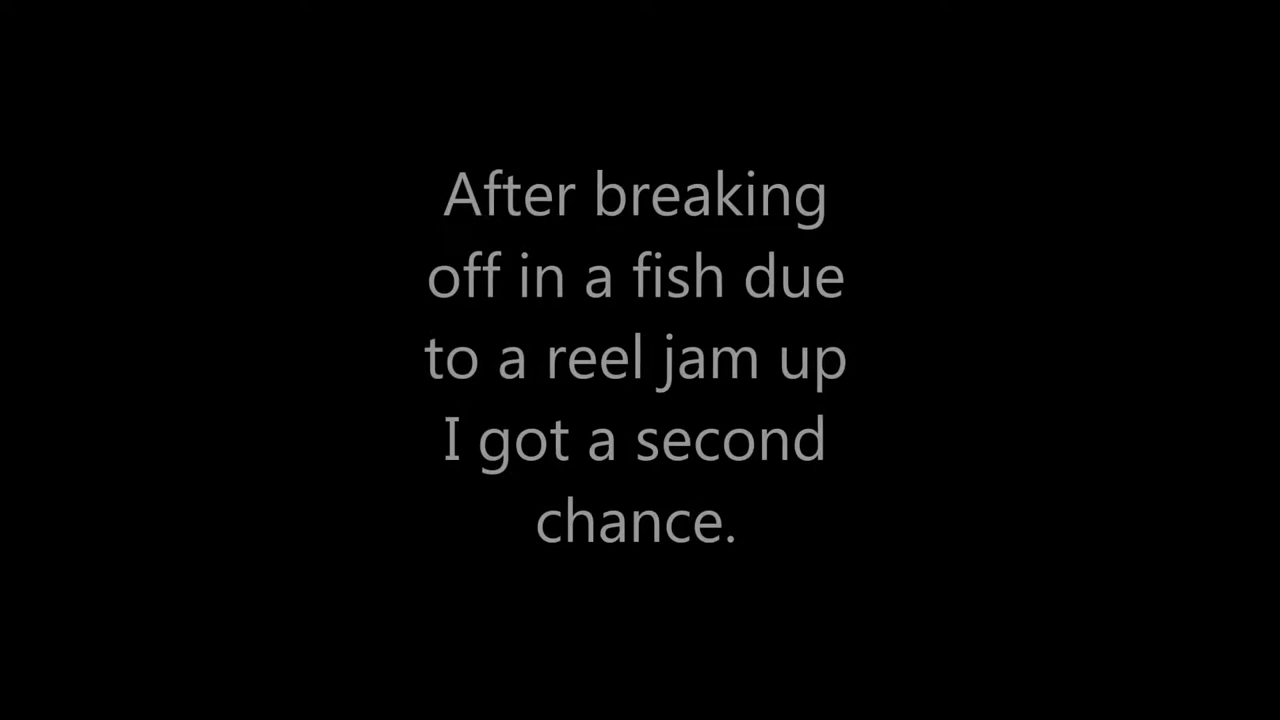 After breaking
off in a fish due
to a reel jam up
I got a second
chance.